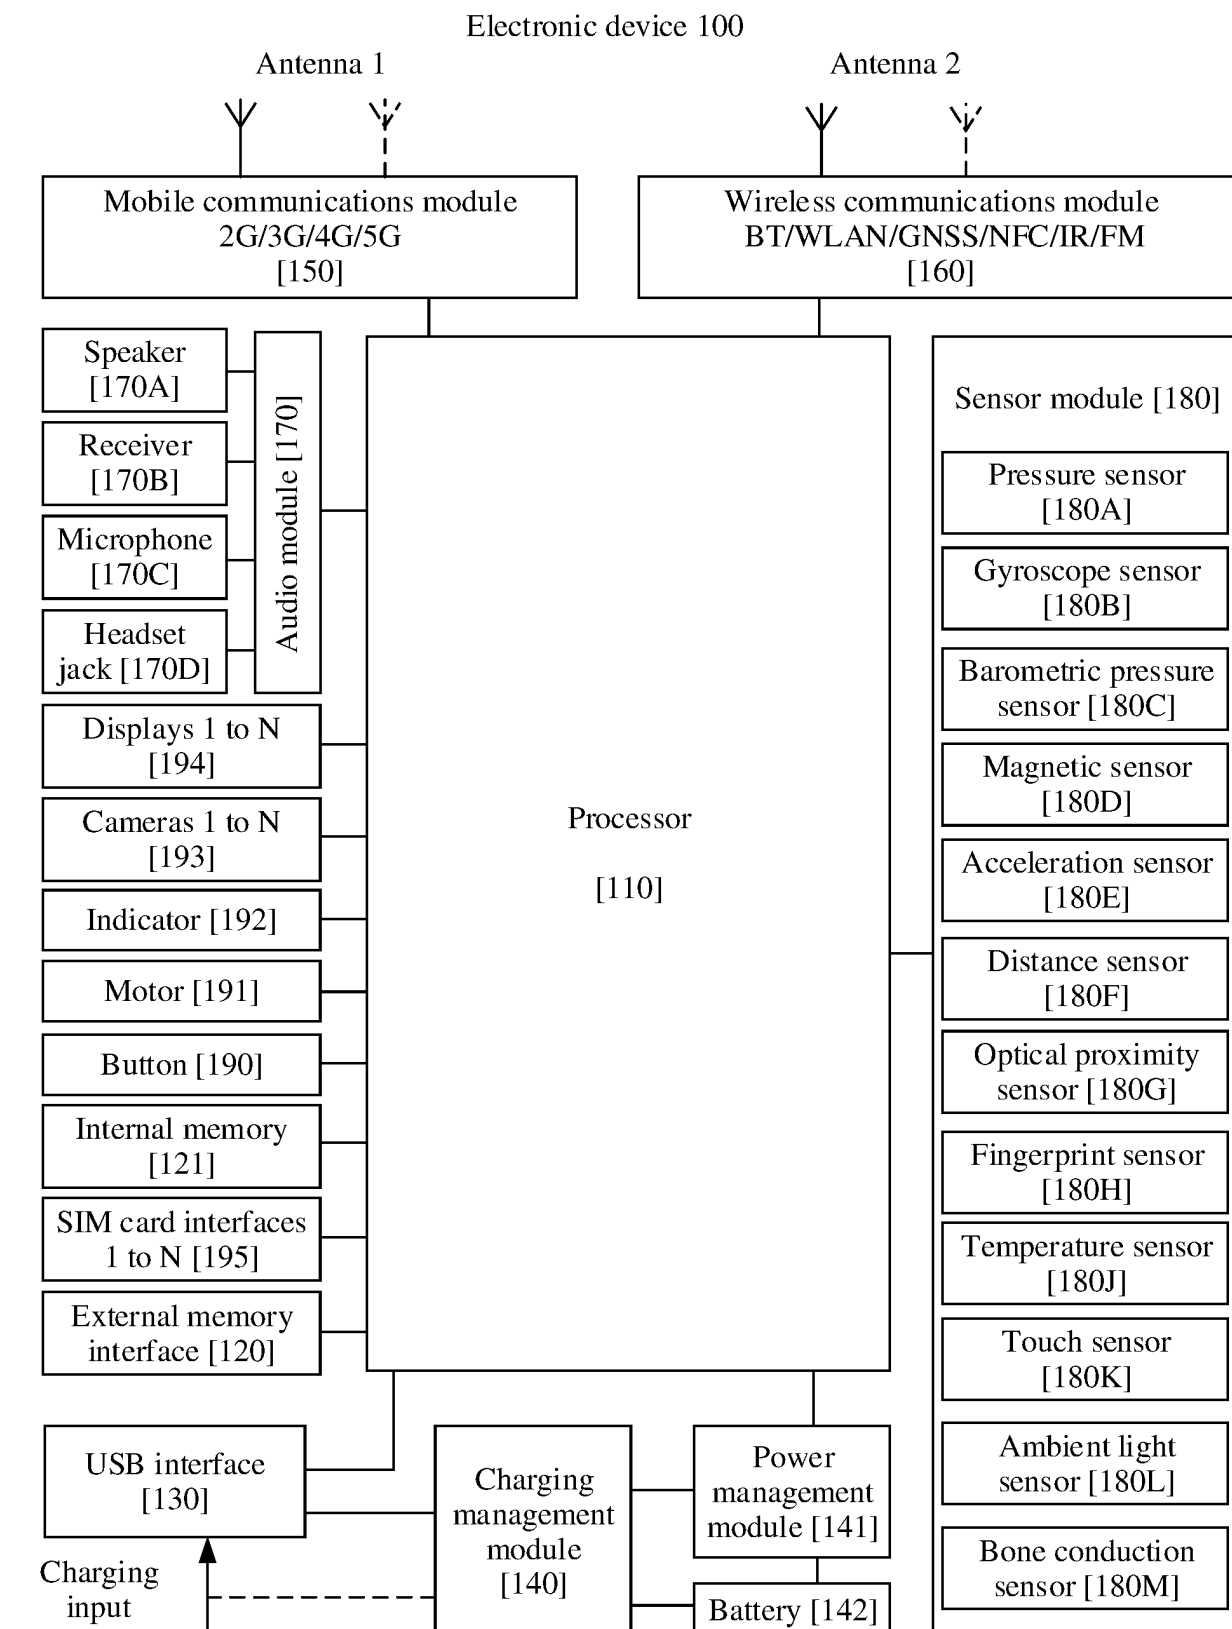 Electronic device 100
Antenna 1
Antenna 2
Mobile communications module
2G/3G/4G/5G
[150]
Wireless communications module
BT/WLAN/GNSS/NFC/IR/FM
[160]
Speaker
[170A]
Receiver
[170B]
Microphone
[170C]
Headset
jack [170D]
Audio module [170]
Displays 1 to N
[194]
Cameras 1 to N
[193]
Indicator [192]
Motor [191]
Button [190]
Internal memory
[121]
SIM card interfaces
1 to N [195]
External memory
interface [120]
Processor
[110]
Sensor module [180]
Pressure sensor
[180A]
Gyroscope sensor
[180B]
Barometric pressure
sensor [180C]
Magnetic sensor
[180D]
Acceleration sensor
[180E]
Distance sensor
[180F]
Optical proximity
sensor [180G]
Fingerprint sensor
[180H]
Temperature sensor
[180J]
Touch sensor
[180K]
Ambient light
sensor [180L]
Bone conduction
sensor [180M]
USB interface
[130]
Charging
input
Charging
management
module
[140]
Power
management
module [141]
Battery [142]